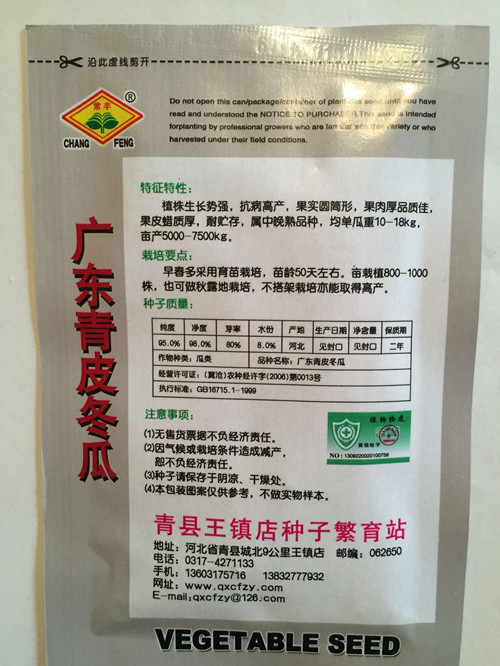 沿此虚线剪开
常丰
®
CHANG FENG
Do not open this can/package/container of plant seed until you have
read and understood the NOTICE TO PURCHASER. This seed is intended
forplanting by professional growers who are familiar with the variety or who
harvested under their field conditions.
广东青皮冬瓜
特征特性:
植株生长势强,抗病高产,果实圆筒形,果肉厚品质佳,
果皮蜡质厚,耐贮存,属中晚熟品种,均单瓜重10-18kg,
亩产5000-7500kg。
栽培要点:
早春多采用育苗栽培,苗龄50天左右。亩栽植800-1000
株,也可做秋露地栽培,不搭架栽培亦能取得高产。
种子质量:
纯度 净度 芽率 水份 产地 生产日期 净含量 保质期
95.0% 98.0% 80% 8.0% 河北 见封口 见封口 二年
作物种类:瓜类 品种名称:广东青皮冬瓜
经营许可证:(冀沧)农种经许字(2006)第0013号
执行标准:GB16715.1-1999
注意事项:
(1)无售货票据不负经济责任。
(2)因气候或栽培条件造成减产,
恕不负经济责任。
(3)种子请保存于阴凉、干燥处。
(4)本包装图案仅供参考,不做实物样本。
植物检疫
冀植检字
NO:1309220020100759
青县王镇店种子繁育站
地址:河北省青县城北9公里王镇店 邮编:062650
电话:0317-4271133
手机:13603175716 13832777932
网址:www.qxcfzy.com
E-mail:qxcfzy@126.com
VEGETABLE SEED